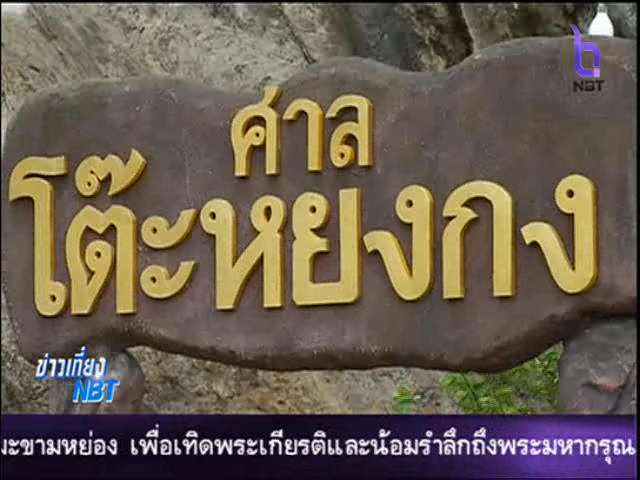 NBT
ศาล
โต๊ะหยงกง
ข่าวเที่ยง
NBT
มะขามหย่อง เพื่อเทิดพระเกียรติและน้อมรำลึกถึงพระมหากรุณ